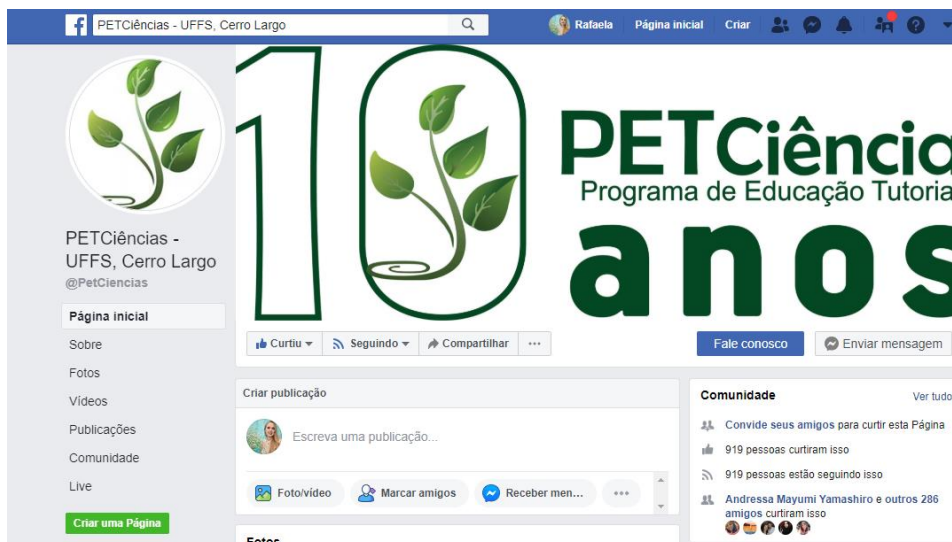 PETCiências - UFFS, Cerro Largo
Rafaela
Página inicial
Criar
10
PETCiência
Programa de Educação Tutoria
anos
PETCiências -
UFFS, Cerro Largo
@PetCiencias
Página inicial
Sobre
Fotos
Vídeos
Publicações
Comunidade
Live
Criar uma Página
Curtiu
Seguindo
Compartilhar
Fale conosco
Enviar mensagem
Criar publicação
Escreva uma publicação...
Foto/vídeo
Marcar amigos
Receber men...
Fotos
Comunidade
Ver tudo
Convide seus amigos para curtir esta Página
919 pessoas curtiram isso
919 pessoas estão seguindo isso
Andressa Mayumi Yamashiro e outros 286
amigos curtiram isso